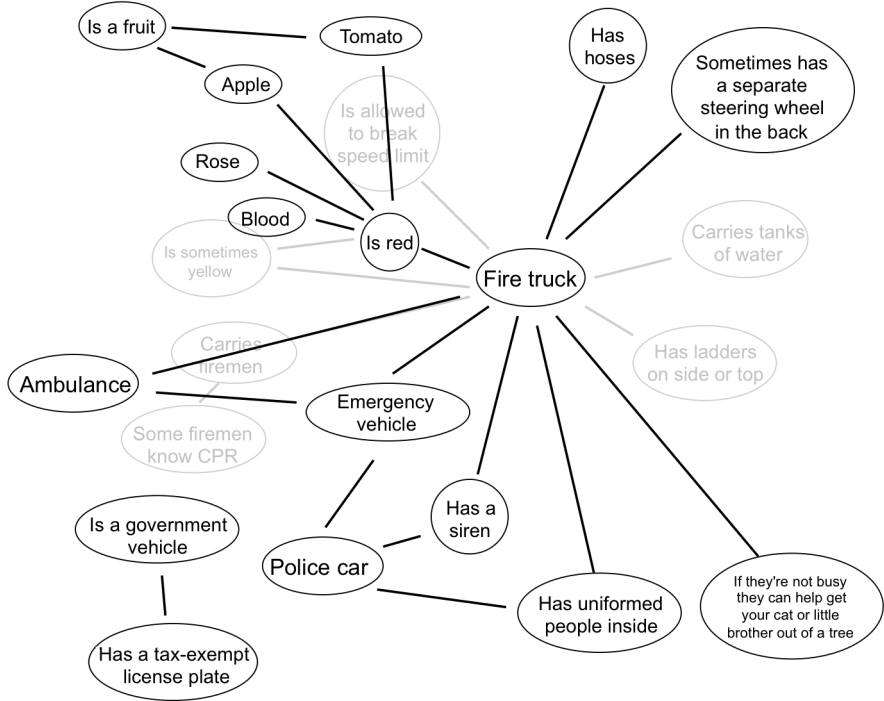 Is a fruit
Tomato
Has
hoses
Sometimes has
a separate
steering wheel
in the back
Apple
Is allowed
to break
speed limit
Rose
Blood
Is red
Is sometimes
yellow
Carries tanks
of water
Fire truck
Carries
firemen
Has ladders
on side or top
Ambulance
Emergency
vehicle
Some firemen
know CPR
Is a government
vehicle
Has a
siren
Police car
Has uniformed
people inside
If they're not busy
they can help get
your cat or little
brother out of a tree
Has a tax-exempt
license plate